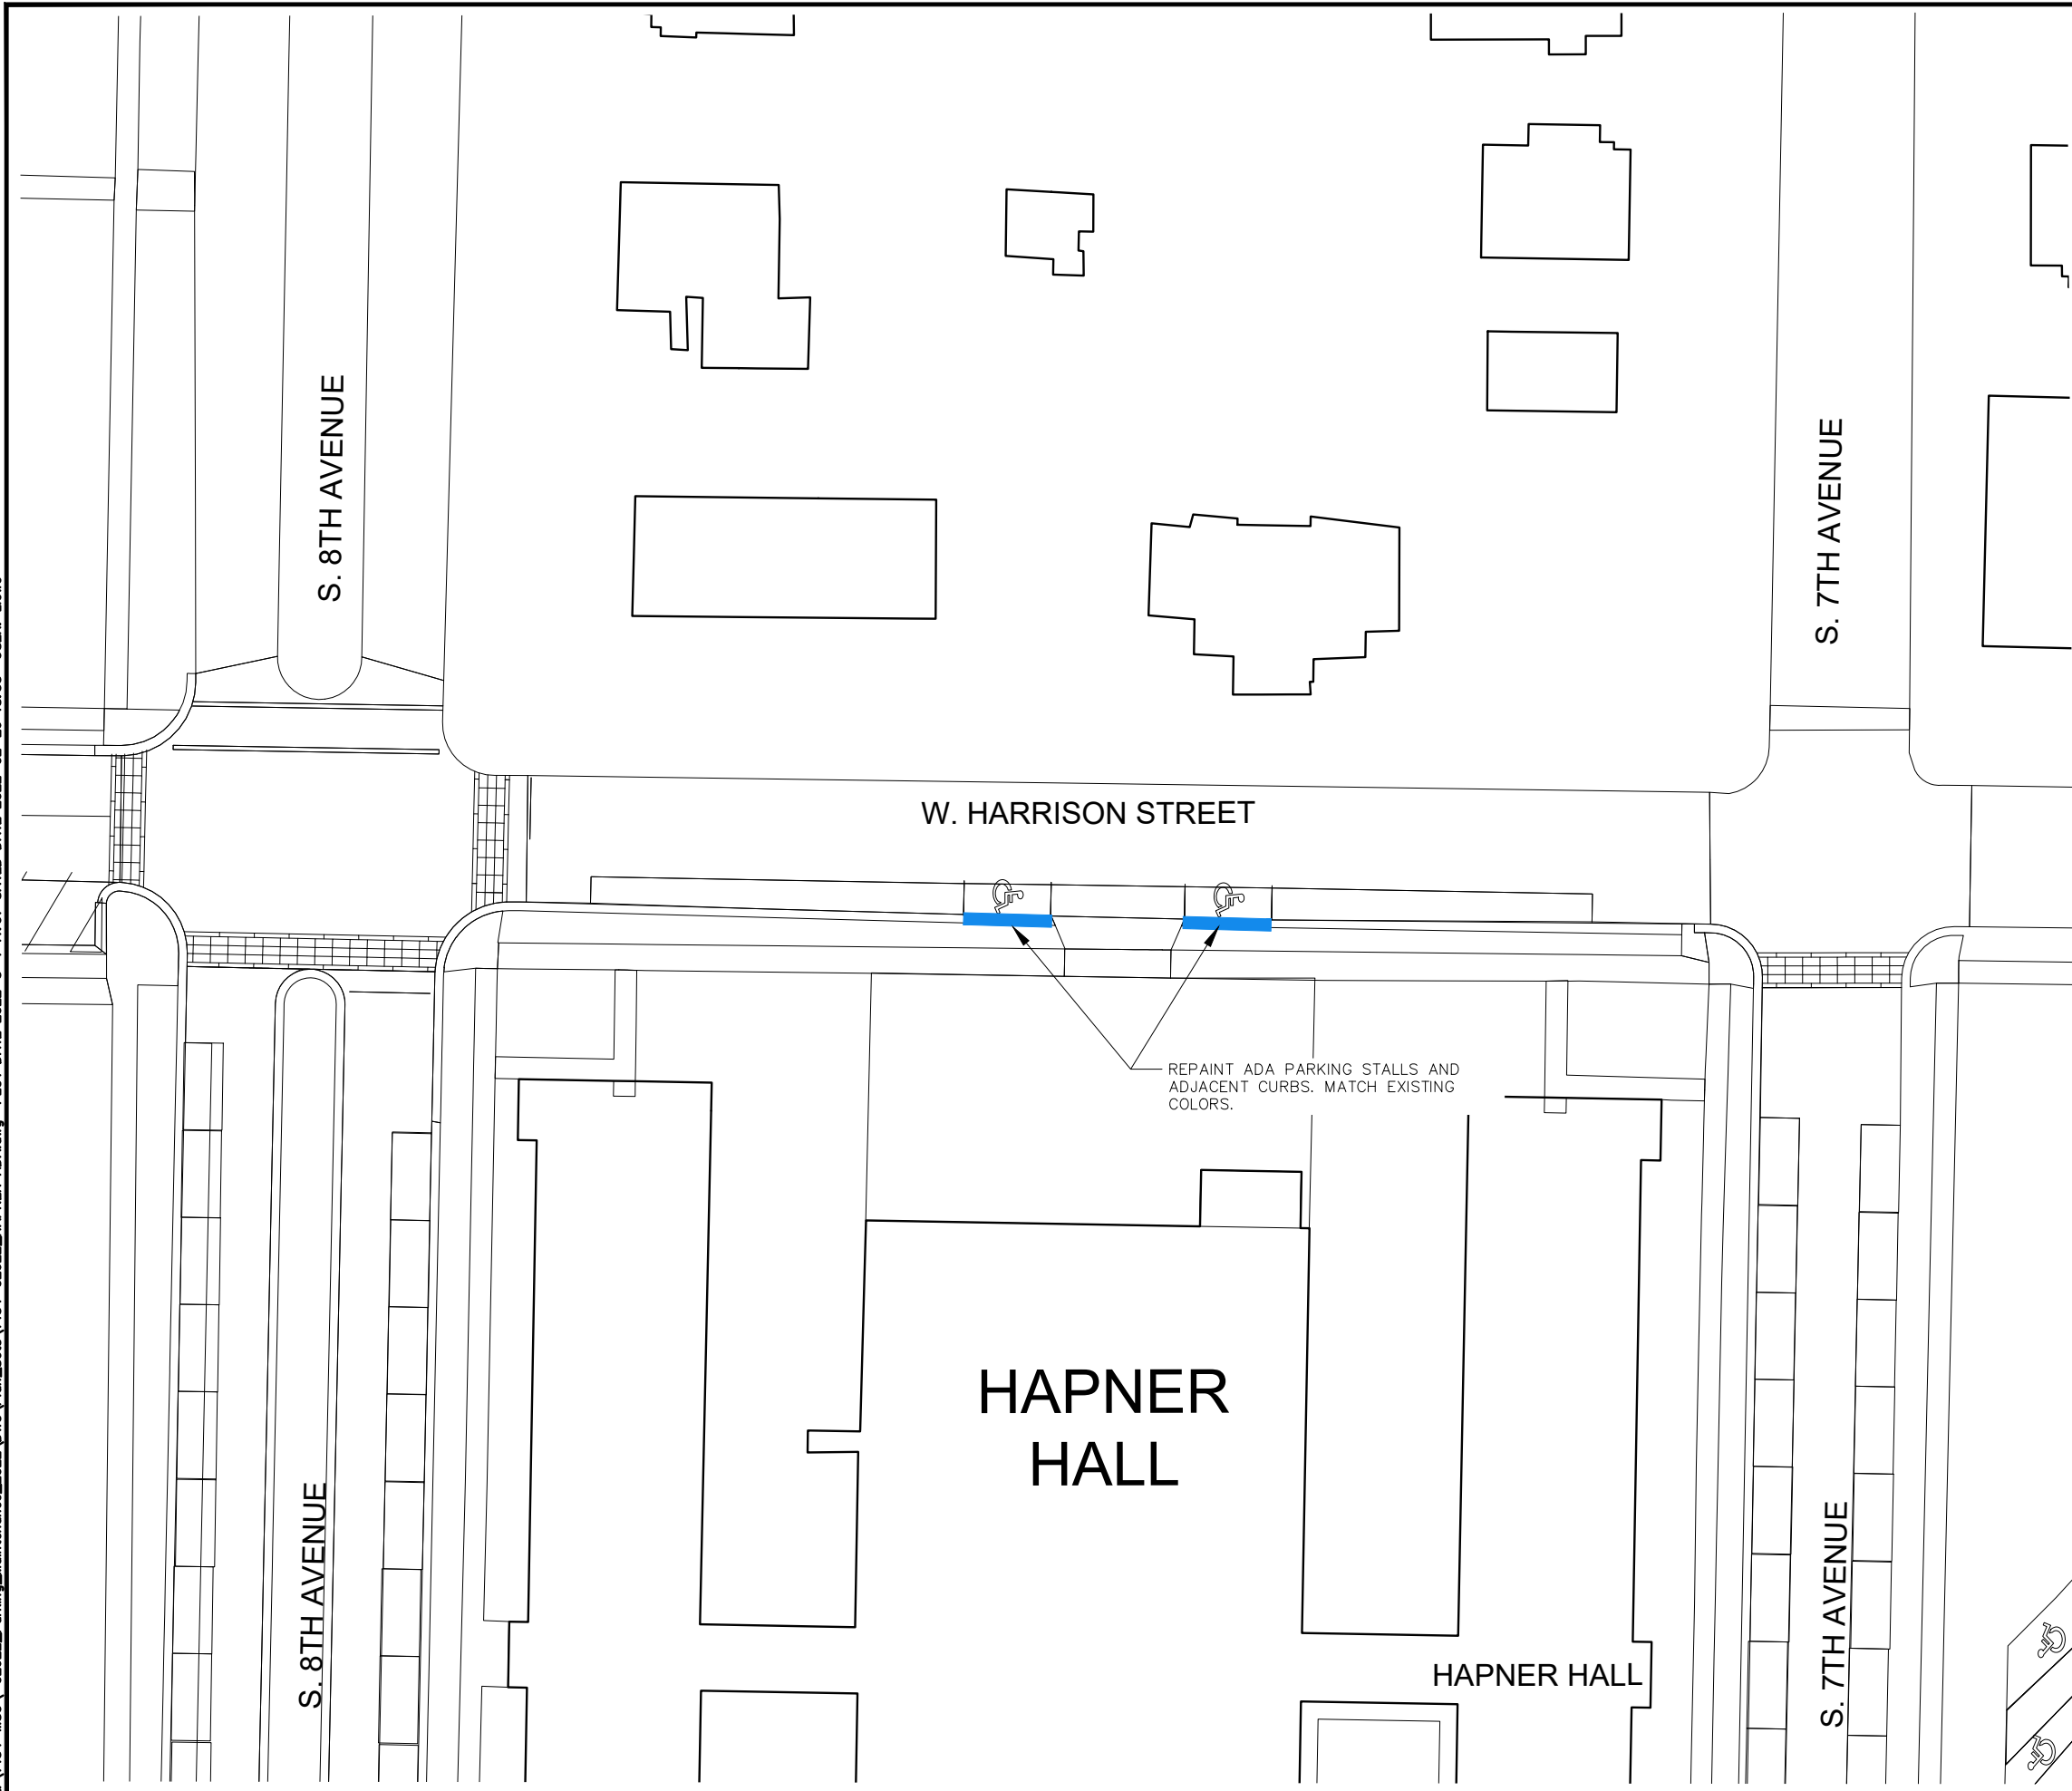 S. 8TH AVENUE
S. 7TH AVENUE
W. HARRISON STREET
REPAINT ADA PARKING STALLS AND
ADJACENT CURBS. MATCH EXISTING
COLORS.
HAPNER
HALL
S. 8TH AVENUE
S. 7TH AVENUE
HAPNER HALL